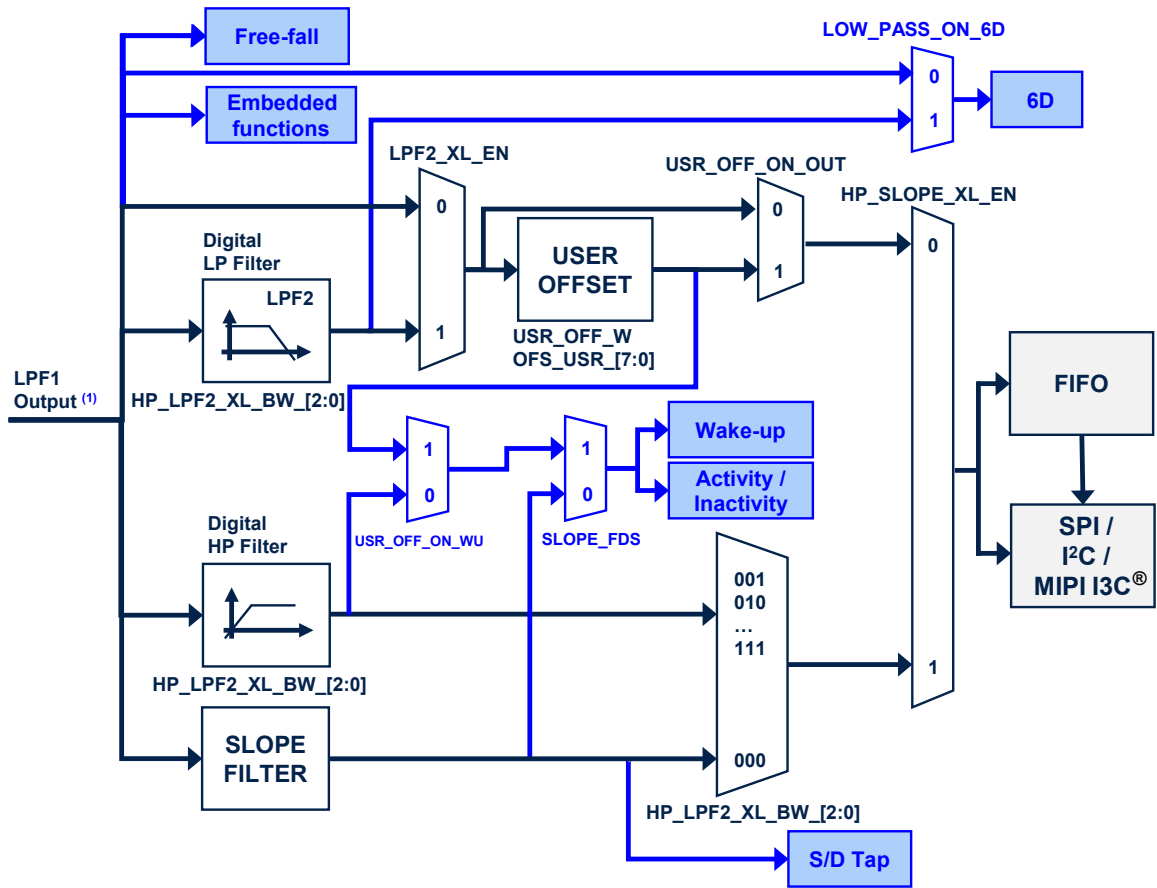 Free-fall
LOW_PASS_ON_6D
0
6D
Embedded
functions
1
LPF2_XL_EN
USR_OFF_ON_OUT
HP_SLOPE_XL_EN
0
0
0
Digital
LP Filter
USER
OFFSET
1
LPF2
1
USR_OFF_W
OFS_USR_[7:0]
LPF1
Output (1)
HP_LPF2_XL_BW_[2:0]
FIFO
Wake-up
1
1
0
0
Activity /
Inactivity
Digital
HP Filter
USR_OFF_ON_WU
SLOPE_FDS
SPI /
I²C /
MIPI I3C®
001
010
...
111
1
HP_LPF2_XL_BW_[2:0]
SLOPE
FILTER
000
HP_LPF2_XL_BW_[2:0]
S/D Tap